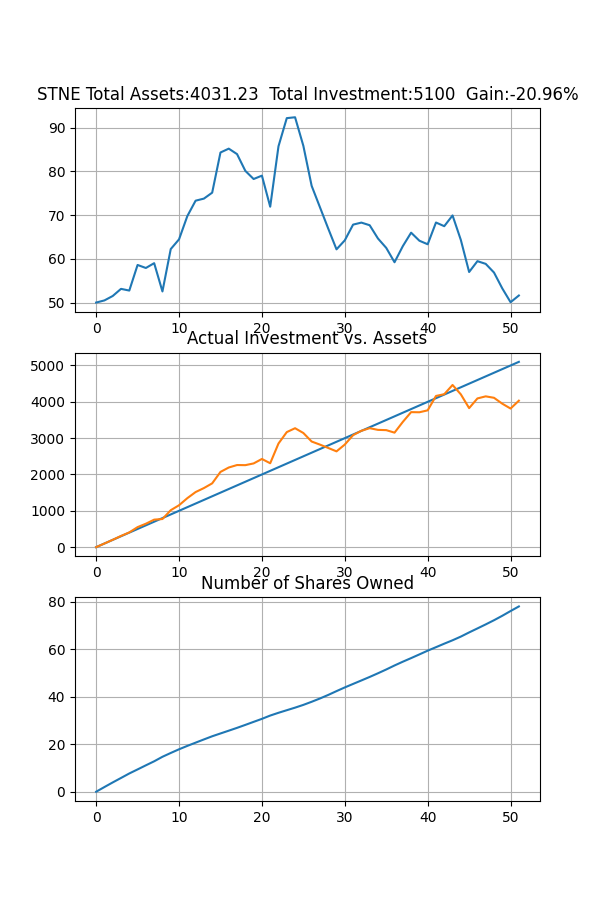 STNE Total Assets:4031.23  Total Investment:5100  Gain:-20.96%
90
80
70
60
50
0 10 20 30 40 50
Actual Investment vs. Assets
5000
4000
3000
2000
1000
0
0 10 20 30 40 50
Number of Shares Owned
80
60
40
20
0
0 10 20 30 40 50